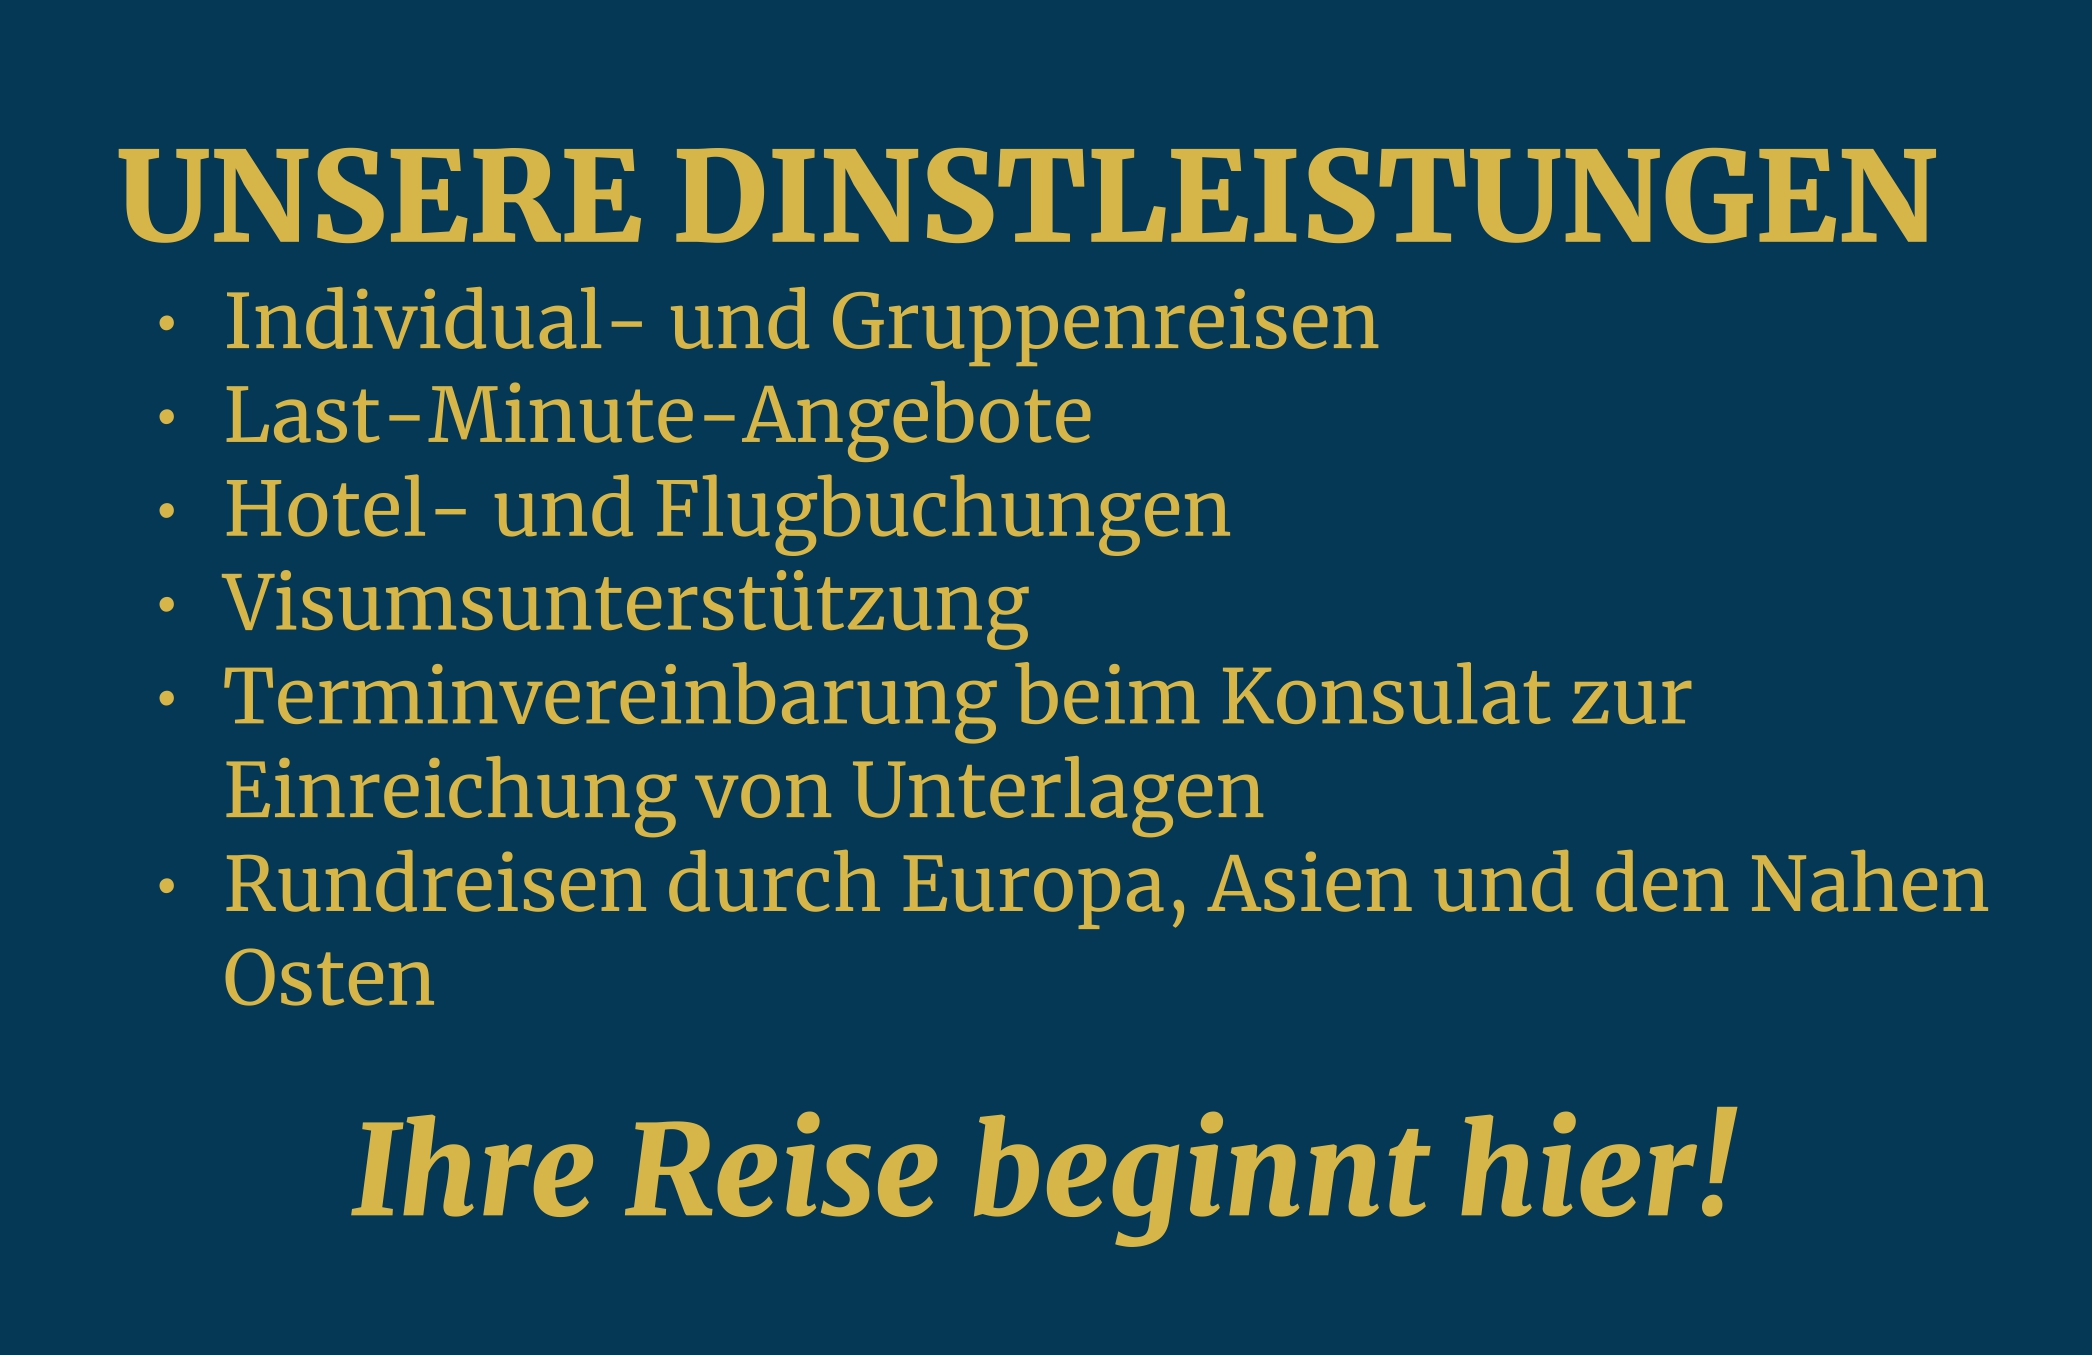 UNSERE DINSTLEISTUNGEN
• Individual- und Gruppenreisen
• Last-Minute-Angebote
• Hotel- und Flugbuchungen
• Visumsunterstützung
• Terminvereinbarung beim Konsulat zur
Einreichung von Unterlagen
• Rundreisen durch Europa, Asien und den Nahen
Osten
Ihre Reise beginnt hier!